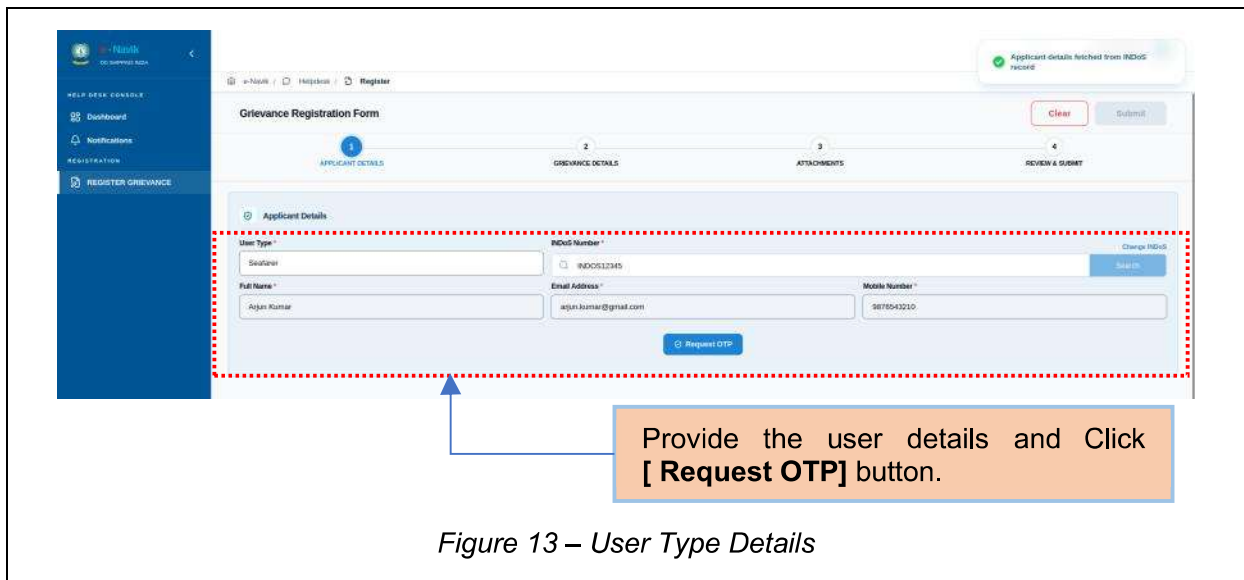 e-Navik
DG SHIPPING INDIA
Applicant details fetched from INDoS
record
e-Navik / Helpdesk / Register
HELP DESK CONSOLE
Dashboard
Notifications
REGISTRATION
REGISTER GRIEVANCE
Grievance Registration Form
Clear
Submit
1
2
3
4
APPLICANT DETAILS
GRIEVANCE DETAILS
ATTACHMENTS
REVIEW & SUBMIT
Applicant Details
User Type *
INDoS Number *
Change INDoS
Seafarer
INDOS12345
Search
Full Name *
Email Address *
Mobile Number *
Arjun Kumar
arjun.kumar@gmail.com
9876543210
Request OTP
Provide the user details and Click
[ Request OTP] button.
Figure 13 – User Type Details